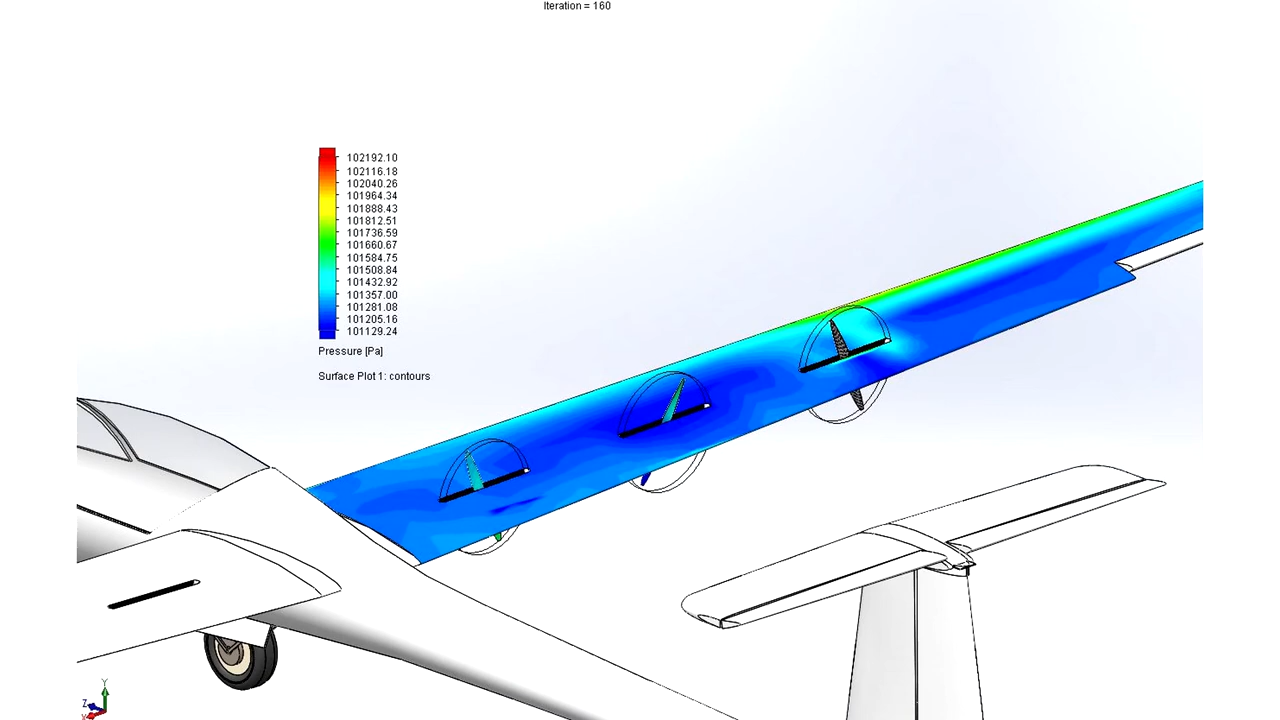 Iteration = 160
102192.10
102116.18
102040.26
101964.34
101888.43
101812.51
101736.59
101660.67
101584.75
101508.84
101432.92
101357.00
101281.08
101205.16
101129.24
Pressure [Pa]
Surface Plot 1: contours
Y
Z
X